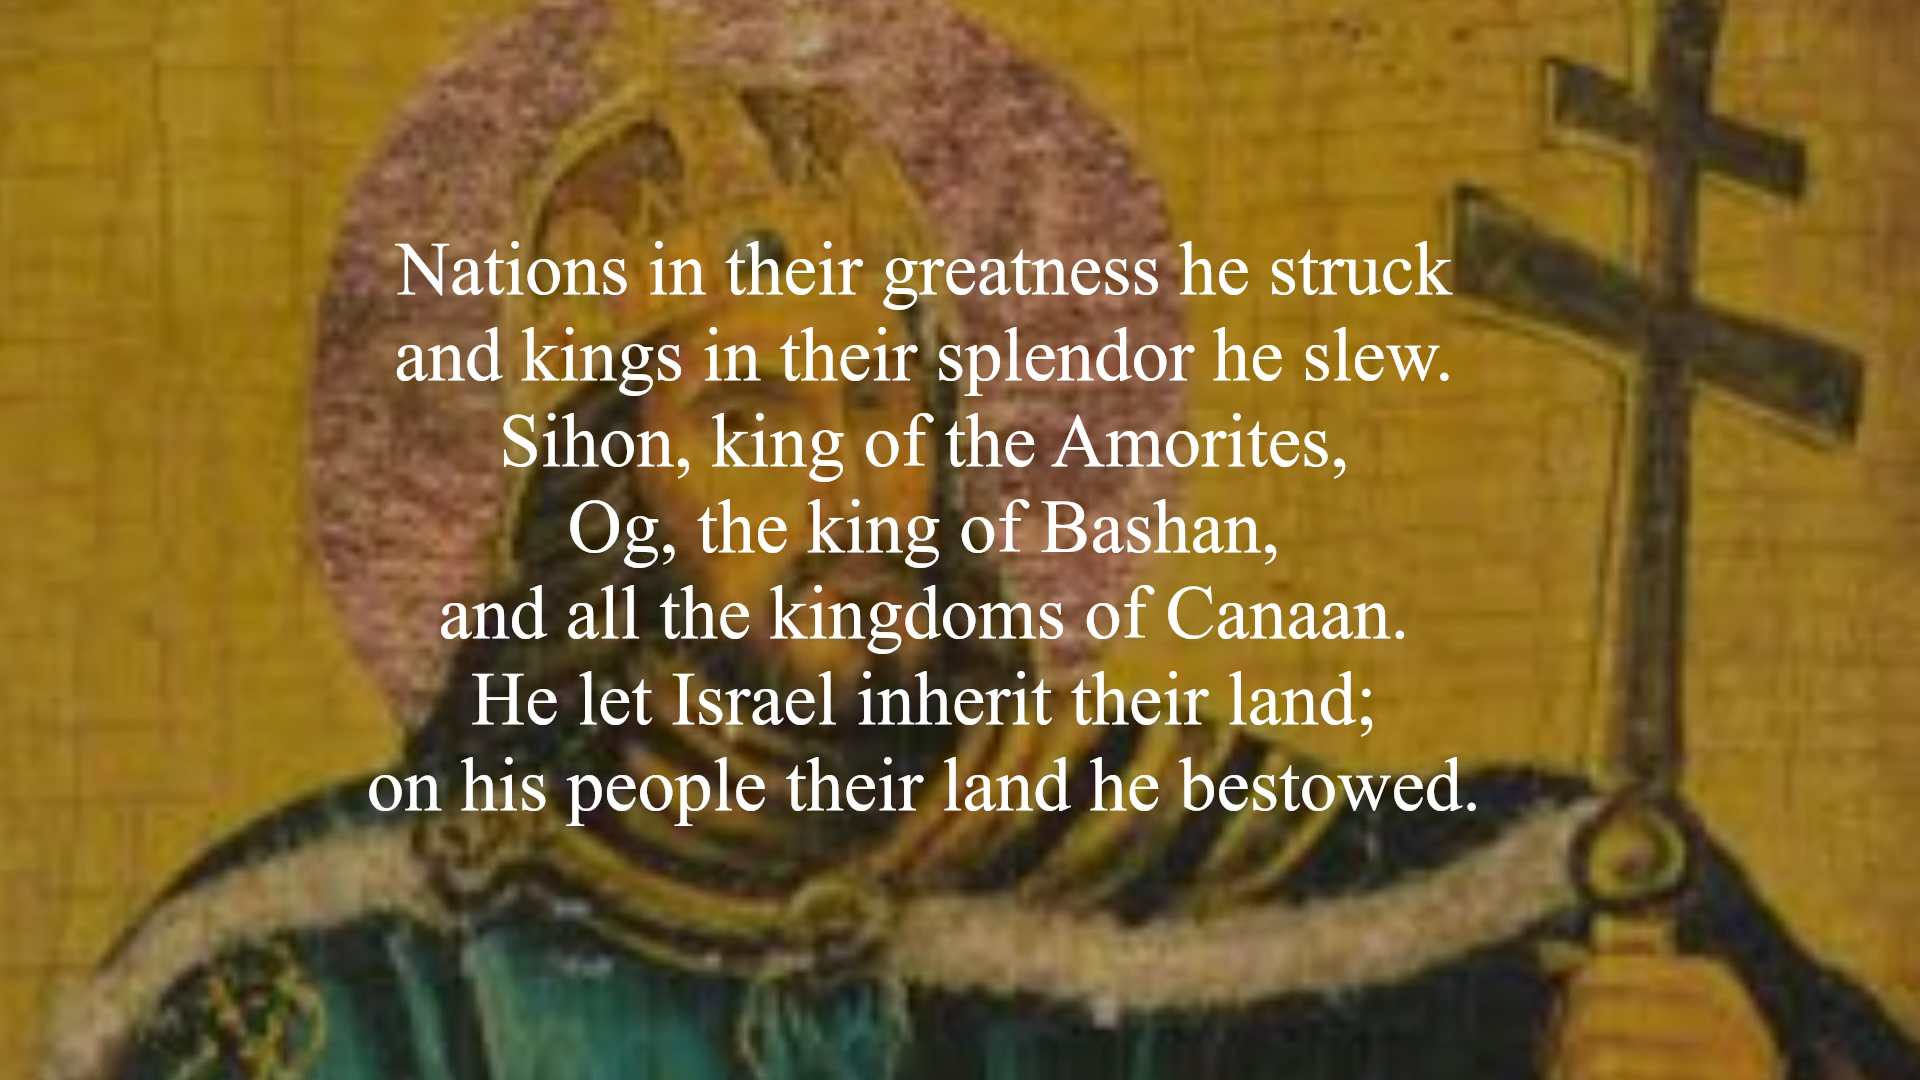 Nations in their greatness he struck
and kings in their splendor he slew.
Sihon, king of the Amorites,
Og, the king of Bashan,
and all the kingdoms of Canaan.
He let Israel inherit their land;
on his people their land he bestowed.